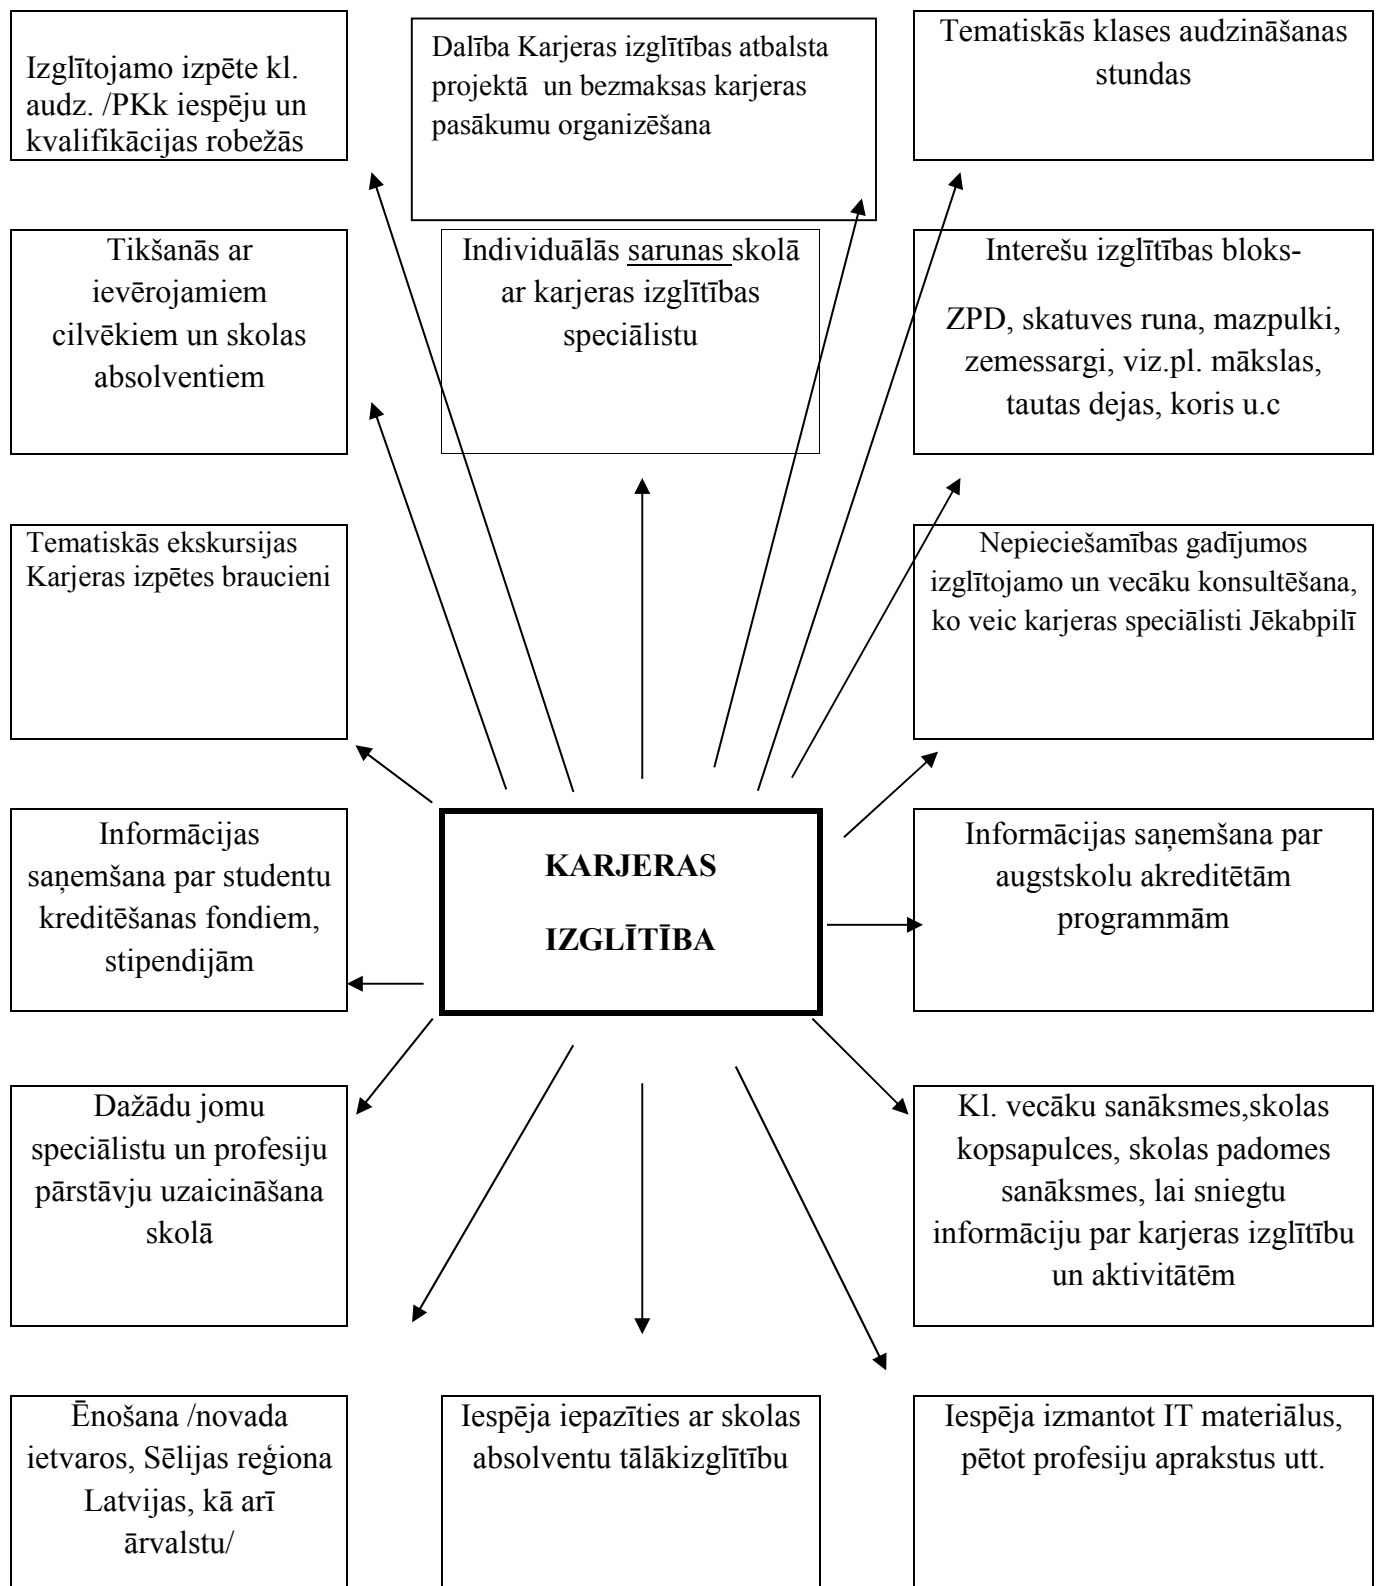 Izglītojamo izpēte kl.
audz. /PKk iespēju un
kvalifikācijas robežās
Dalība Karjeras izglītības atbalsta
projektā un bezmaksas karjeras
pasākumu organizēšana
Tematiskās klases audzināšanas
stundas
Tikšanās ar
ievērojamiem
cilvēkiem un skolas
absolventiem
Individuālās sarunas skolā
ar karjeras izglītības
speciālistu
Interešu izglītības bloks-
ZPD, skatuves runa, mazpulki,
zemessargi, viz.pl. mākslas,
tautas dejas, koris u.c
Tematiskās ekskursijas
Karjeras izpētes braucieni
Nepieciešamības gadījumos
izglītojamo un vecāku konsultēšana,
ko veic karjeras speciālisti Jēkabpilī
Informācijas
saņemšana par studentu
kreditēšanas fondiem,
stipendijām
KARJERAS
IZGLĪTĪBA
Informācijas saņemšana par
augstskolu akreditētām
programmām
Dažādu jomu
speciālistu un profesiju
pārstāvju uzaicināšana
skolā
Kl. vecāku sanāksmes,skolas
kopsapulces, skolas padomes
sanāksmes, lai sniegtu
informāciju par karjeras izglītību
un aktivitātēm
Ēnošana /novada
ietvaros, Sēlijas reģiona
Latvijas, kā arī
ārvalstu/
Iespēja iepazīties ar skolas
absolventu tālākizglītību
Iespēja izmantot IT materiālus,
pētot profesiju aprakstus utt.